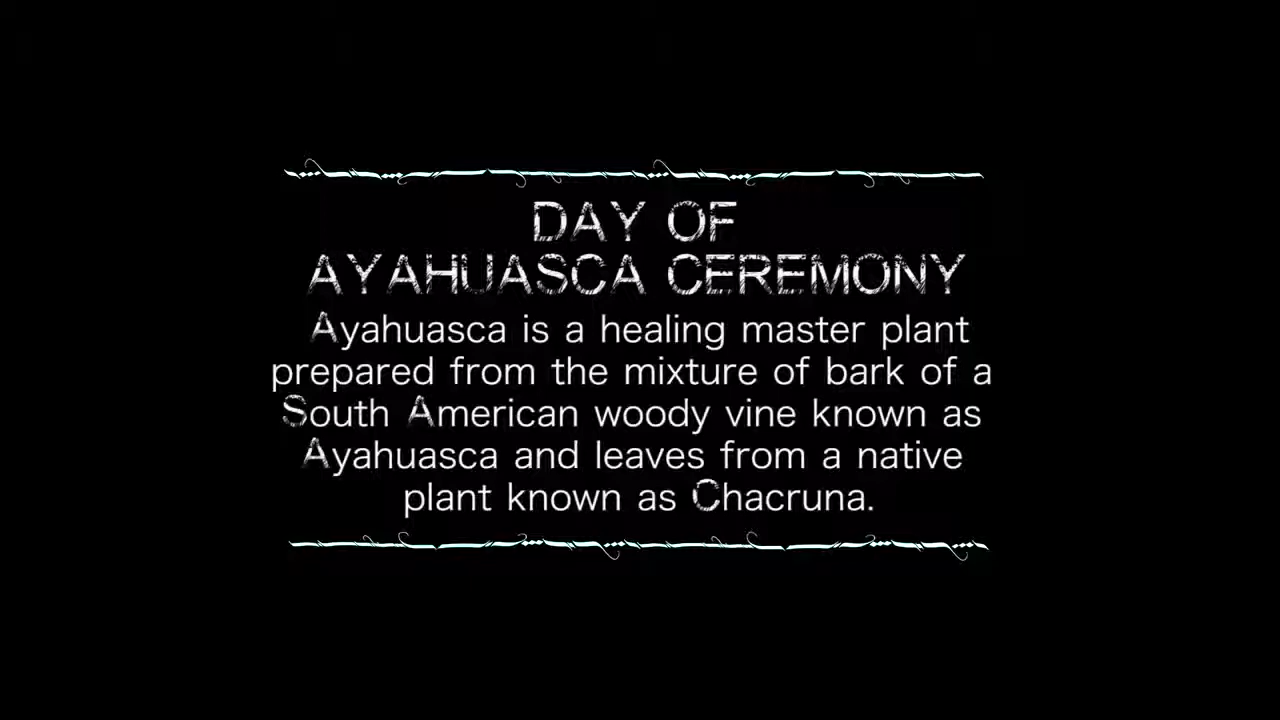 DAY OF
AYAHUASCA CEREMONY
Ayahuasca is a healing master plant
prepared from the mixture of bark of a
South American woody vine known as
Ayahuasca and leaves from a native
plant known as Chacruna.